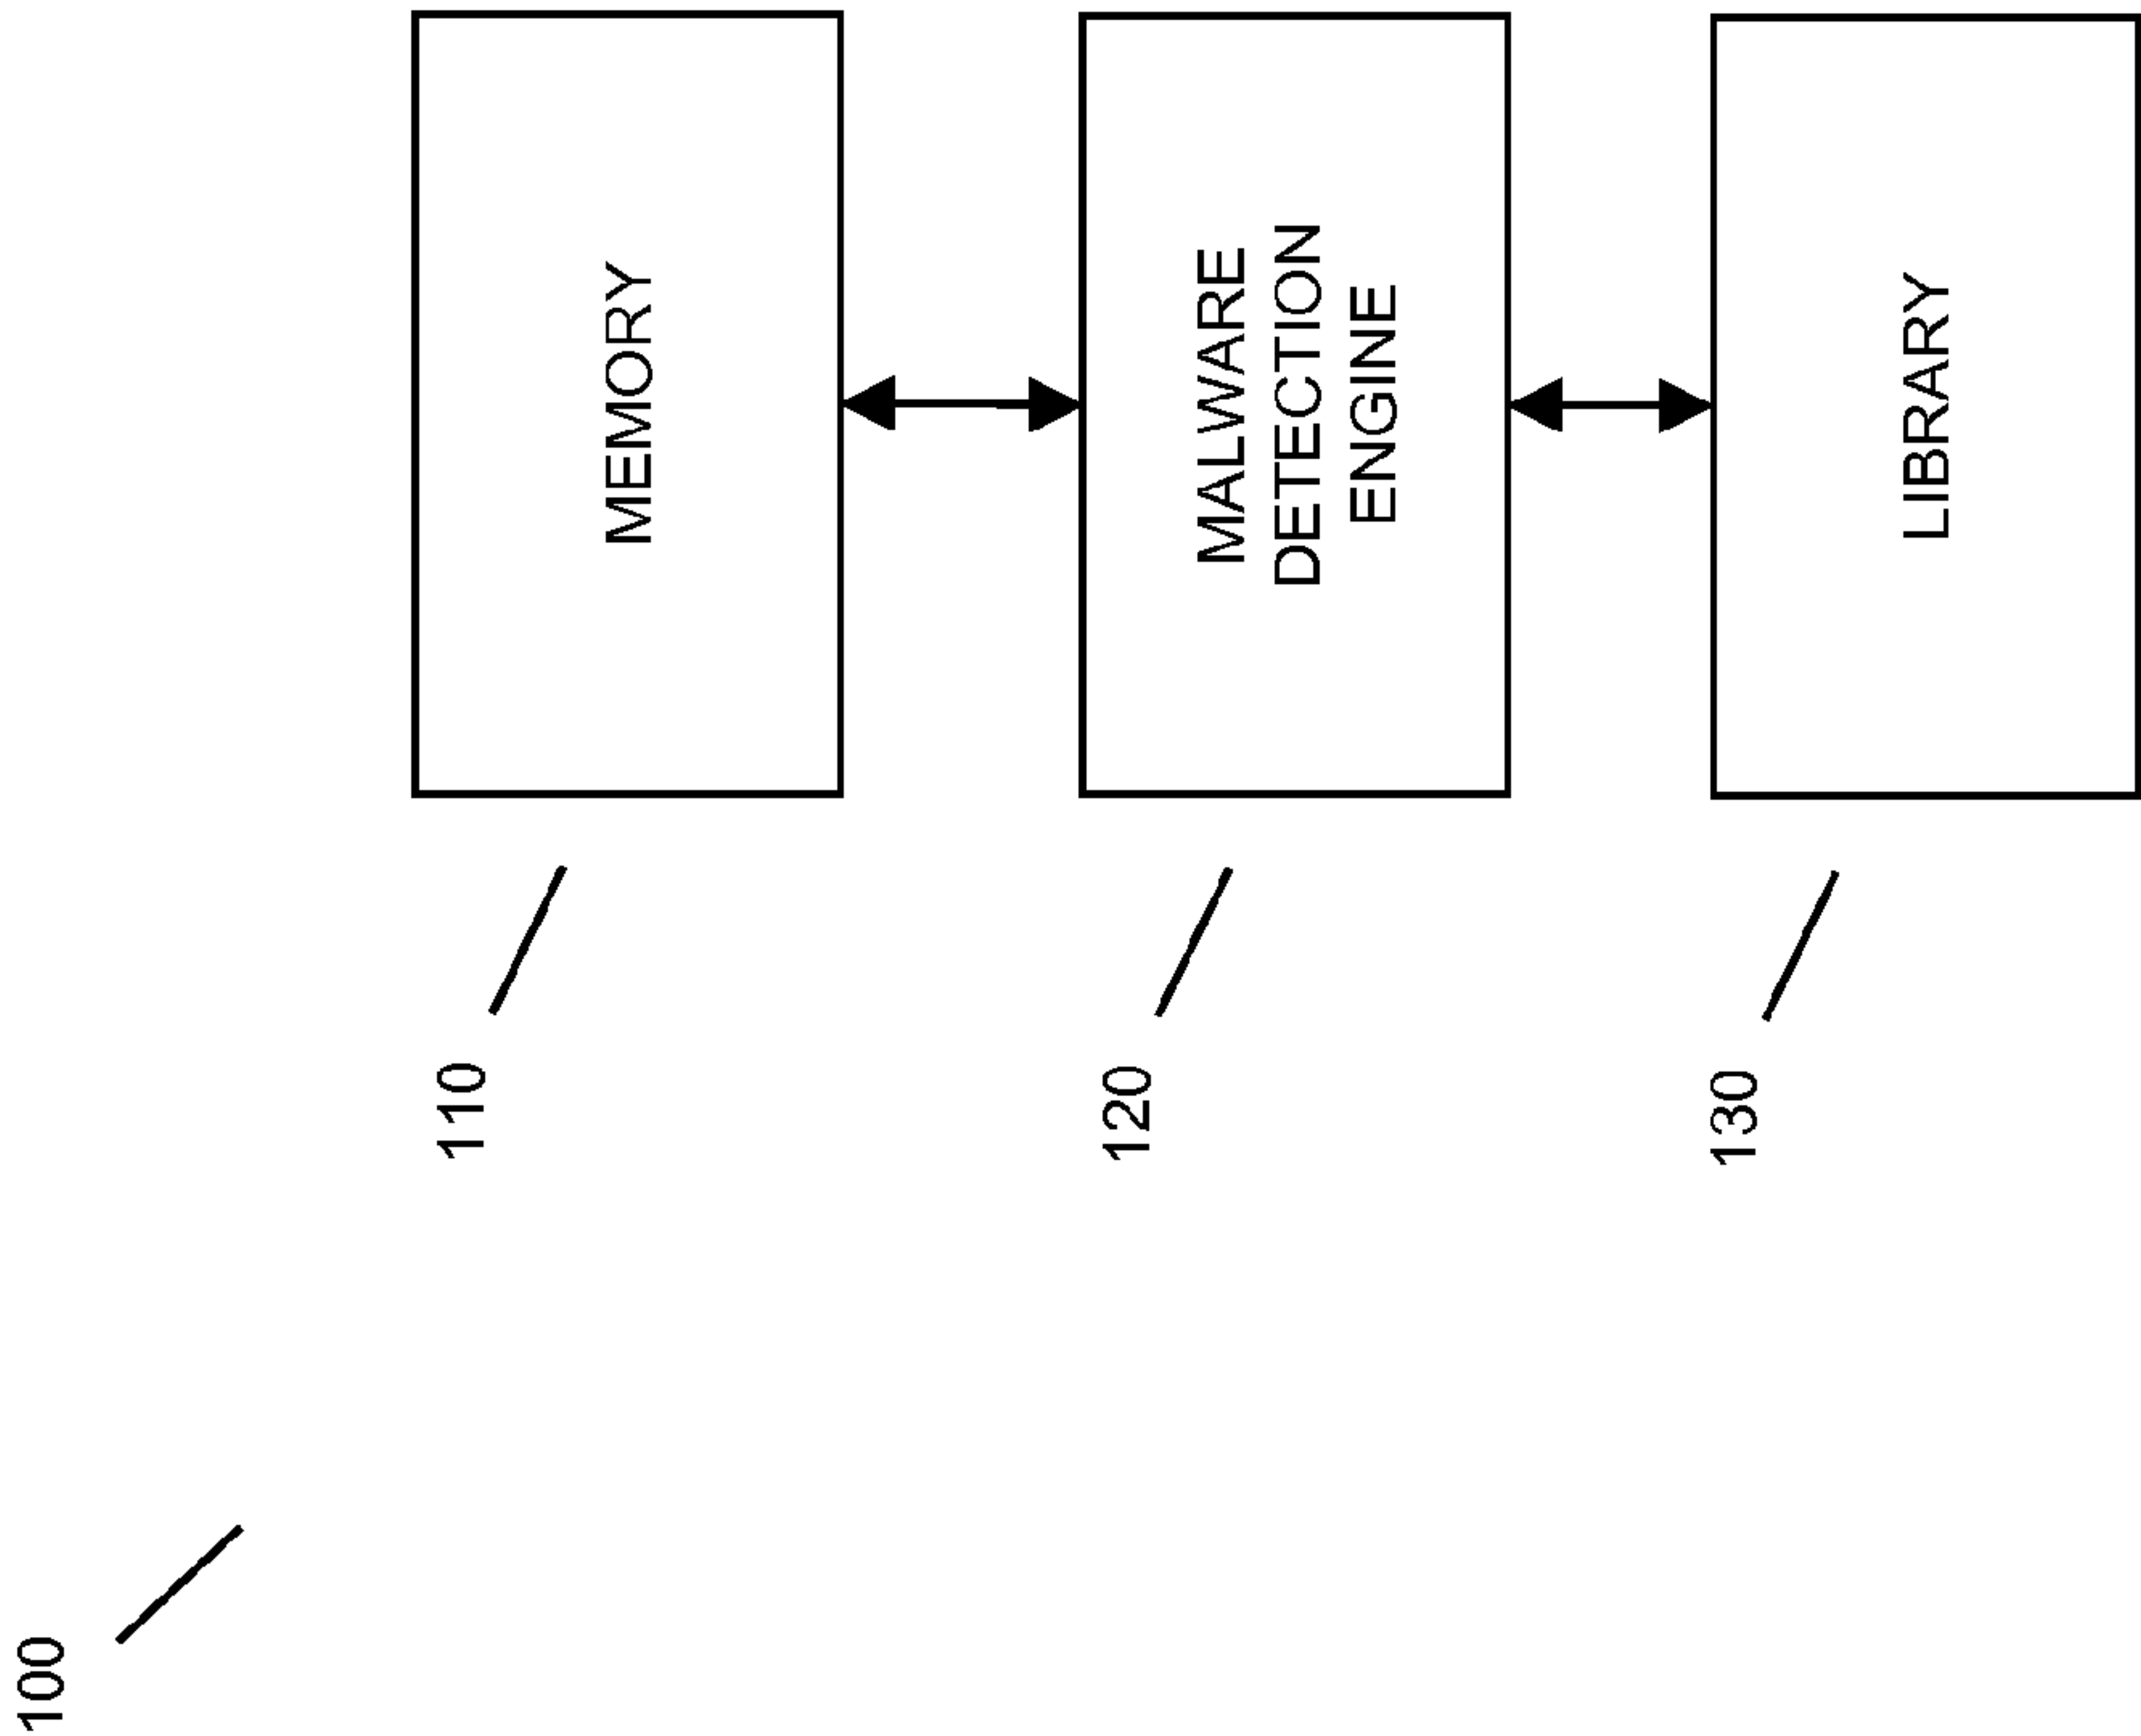 100
110
MEMORY
120
MALWARE
DETECTION
ENGINE
130
LIBRARY